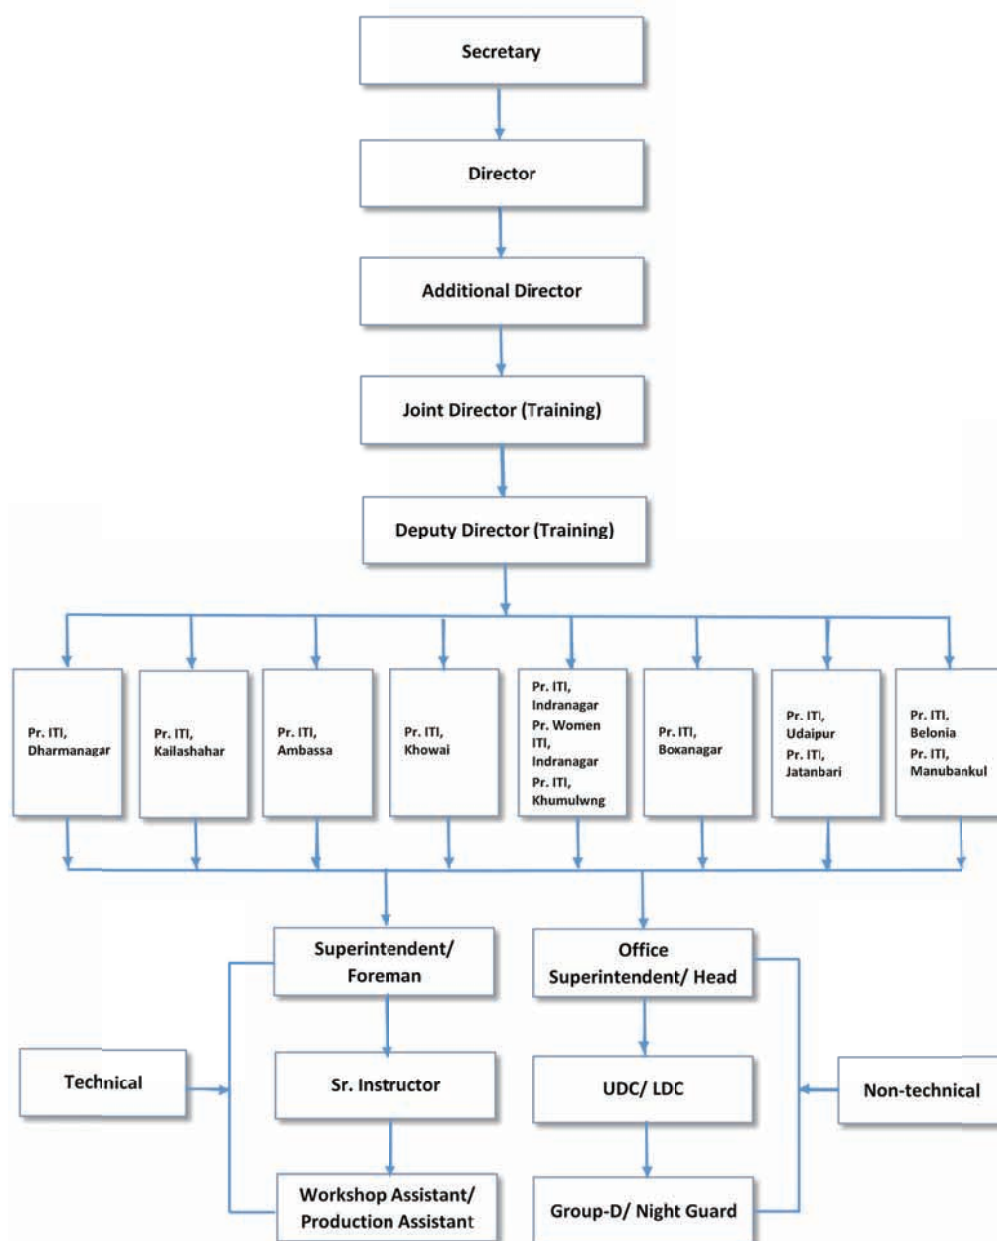 Secretary
Director
Additional Director
Joint Director (Training)
Deputy Director (Training)
Pr. ITI,
Dharmanagar
Pr. ITI,
Kailashahar
Pr. ITI,
Ambassa
Pr. ITI,
Khowai
Pr. ITI,
Indranagar
Pr. Women
ITI,
Indranagar
Pr. ITI,
Khumulwng
Pr. ITI,
Boxanagar
Pr. ITI,
Udaipur
Pr. ITI,
Jatanbari
Pr. ITI,
Belonia
Pr. ITI,
Manubankul
Superintendent/
Foreman
Office
Superintendent/ Head
Technical
Sr. Instructor
UDC/ LDC
Non-technical
Workshop Assistant/
Production Assistant
Group-D/ Night Guard